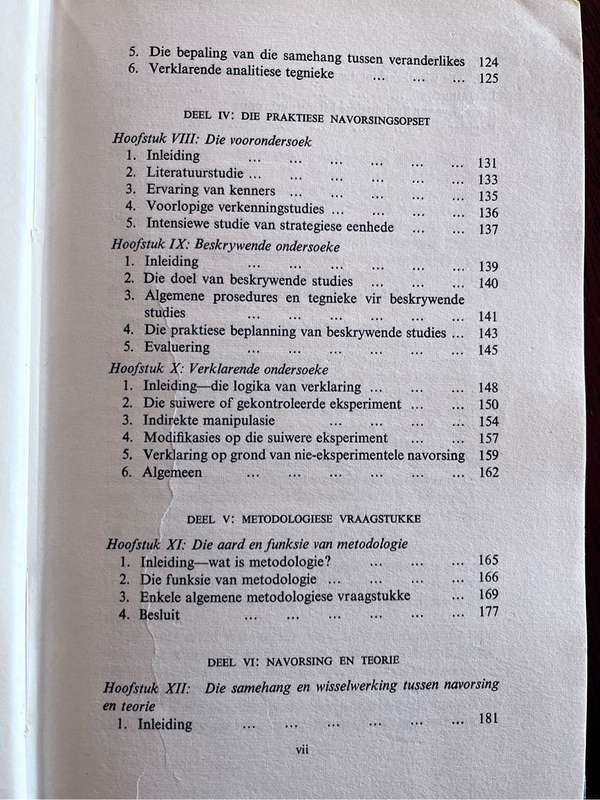 5. Die bepaling van die samehang tussen veranderlikes 124
6. Verklarende analitiese tegnieke ... ... ... 125
DEEL IV: DIE PRAKTIESE NAVORSINGSOPSET
Hoofstuk VIII: Die voorondersoek
1. Inleiding ... ... ... ... ... ... 131
2. Literatuurstudie ... ... ... ... ... ... 133
3. Ervaring van kenners ... ... ... ... ... 135
4. Voorlopige verkenningstudies ... ... ... ... 136
5. Intensiewe studie van strategiese eenhede ... ... 137
Hoofstuk IX: Beskrywende ondersoeke
1. Inleiding ... ... ... ... ... ... 139
2. Die doel van beskrywende studies ... ... ... 140
3. Algemene prosedures en tegnieke vir beskrywende
studies ... ... ... ... ... ... 141
4. Die praktiese beplanning van beskrywende studies ... 143
5. Evaluering ... ... ... ... ... ... 145
Hoofstuk X: Verklarende ondersoeke
1. Inleiding—die logika van verklaring ... ... ... 148
2. Die suiwere of gekontroleerde eksperiment ... ... 150
3. Indirekte manipulasie ... ... ... ... 154
4. Modifikasies op die suiwere eksperiment ... ... 157
5. Verklaring op grond van nie-eksperimentele navorsing 159
6. Algemeen ... ... ... ... ... ... 162
DEEL V: METODOLOGIESE VRAAGSTUKKE
Hoofstuk XI: Die aard en funksie van metodologie
1. Inleiding—wat is metodologie? ... ... ... 165
2. Die funksie van metodologie ... ... ... ... 166
3. Enkele algemene metodologiese vraagstukke ... 169
4. Besluit ... ... ... ... ... ... 177
DEEL VI: NAVORSING EN TEORIE
Hoofstuk XII: Die samehang en wisselwerking tussen navorsing
en teorie
1. Inleiding ... ... ... ... ... ... 181
vii